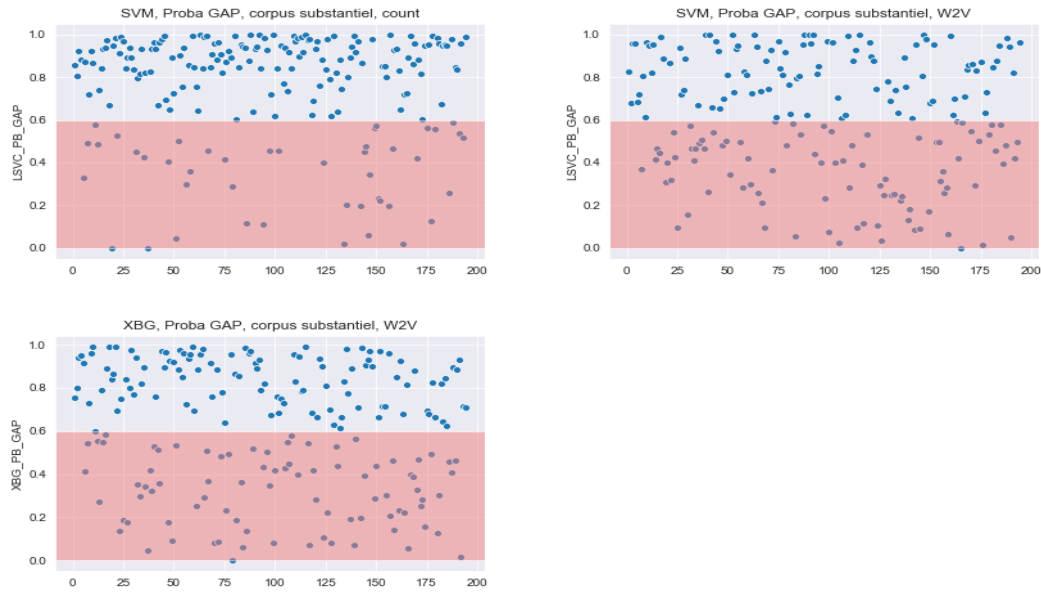 SVM, Proba GAP, corpus substantiel, count
1.0
0.8
0.6
0.4
0.2
0.0
LSVC_PB_GAP
0 25 50 75 100 125 150 175 200
SVM, Proba GAP, corpus substantiel, W2V
1.0
0.8
0.6
0.4
0.2
0.0
LSVC_PB_GAP
0 25 50 75 100 125 150 175 200
XBG, Proba GAP, corpus substantiel, W2V
1.0
0.8
0.6
0.4
0.2
0.0
XBG_PB_GAP
0 25 50 75 100 125 150 175 200